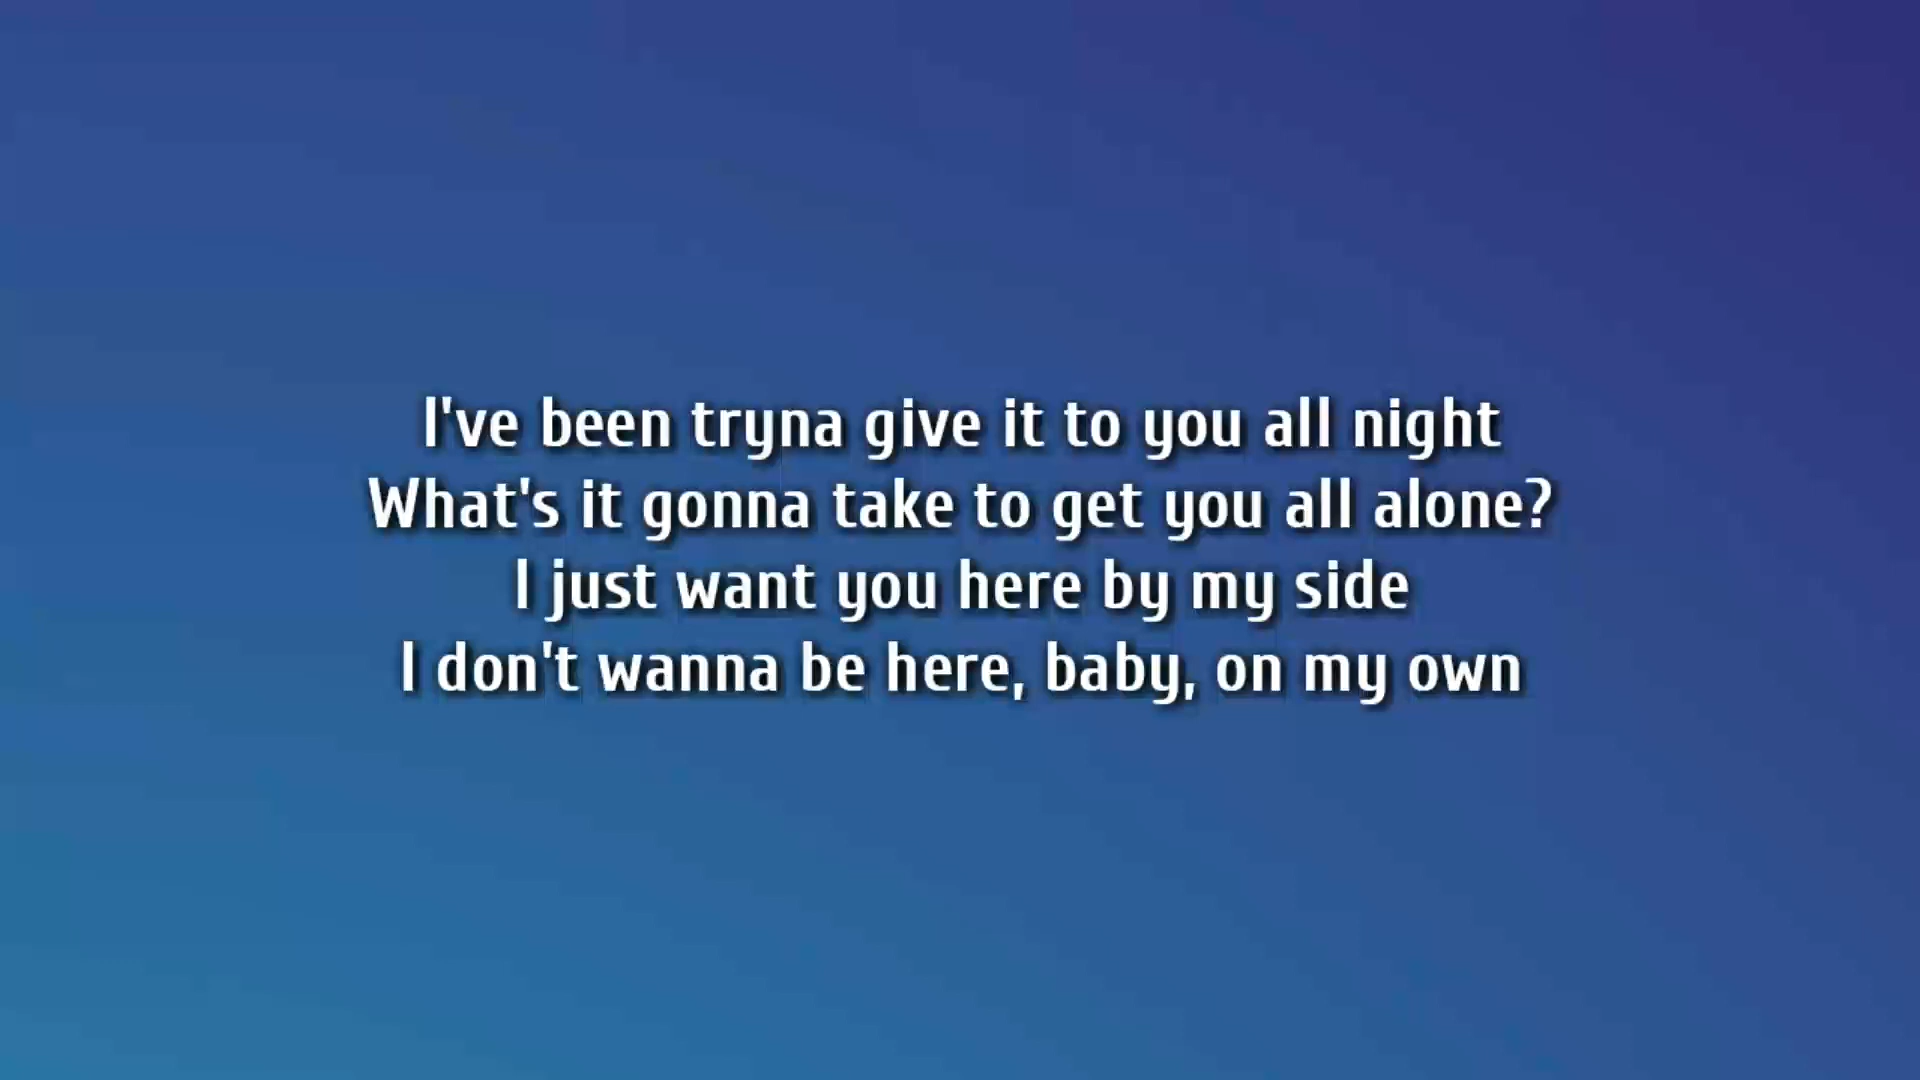 I've been tryna give it to you all night
What's it gonna take to get you all alone?
I just want you here by my side
I don't wanna be here, baby, on my own